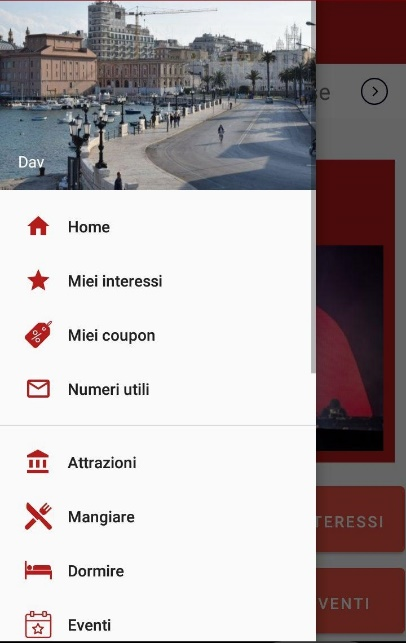 Dav
Home
Miei interessi
Miei coupon
Numeri utili
Attrazioni
Mangiare
Dormire
Eventi
TERESSI
VENTI